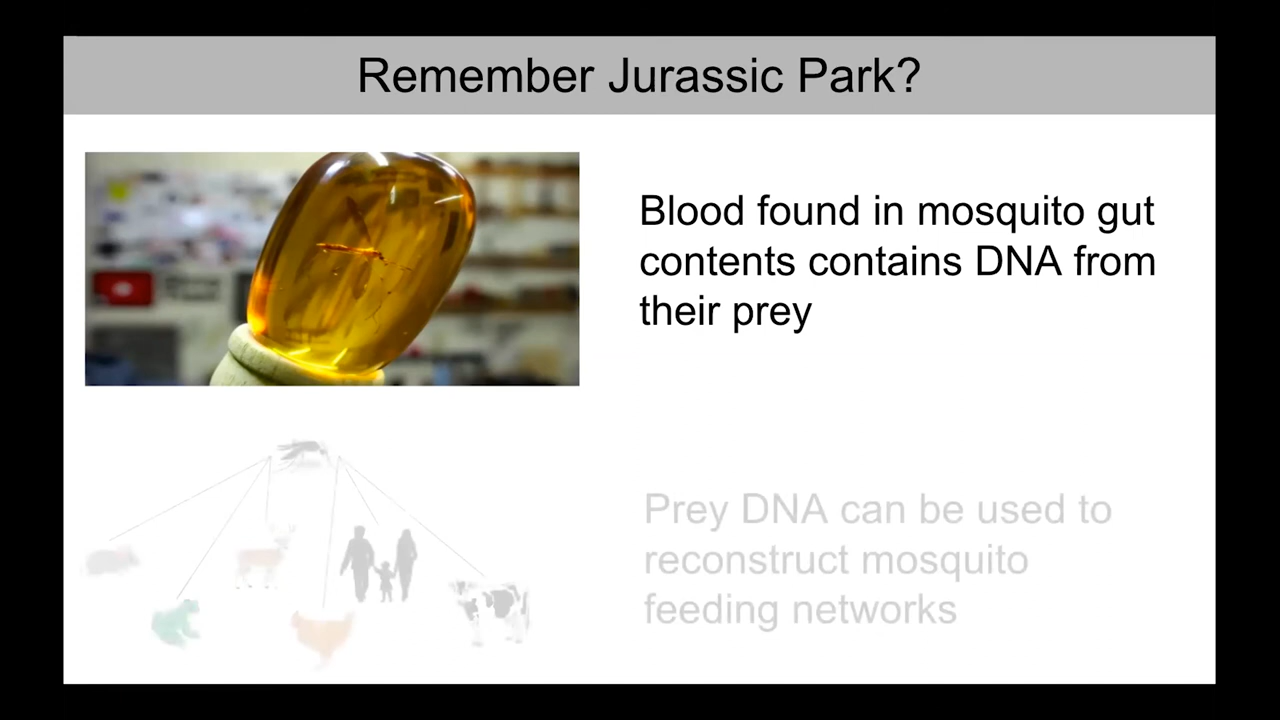 Remember Jurassic Park?
Blood found in mosquito gut
contents contains DNA from
their prey
Prey DNA can be used to
reconstruct mosquito
feeding networks